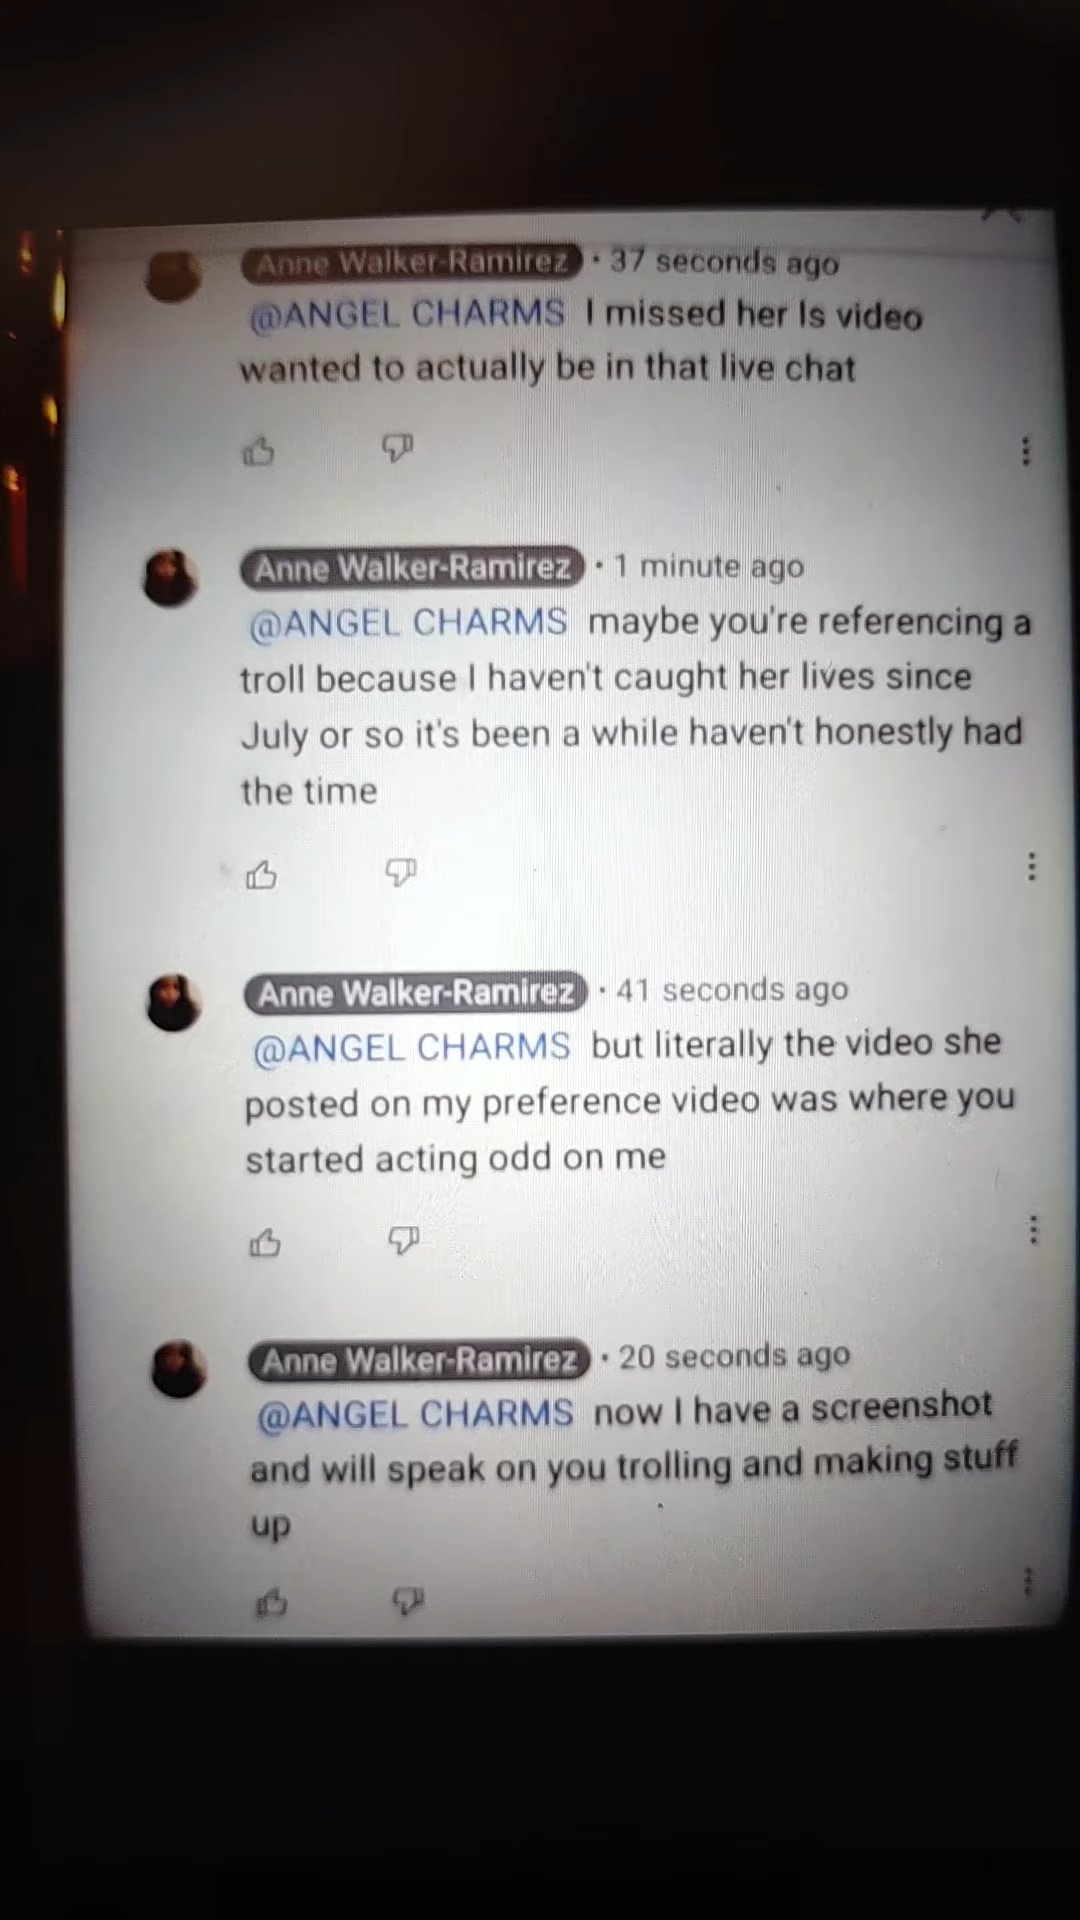 Anne Walker-Ramirez · 37 seconds ago
@ANGEL CHARMS I missed her ls video
wanted to actually be in that live chat
Anne Walker-Ramirez · 1 minute ago
@ANGEL CHARMS maybe you're referencing a
troll because I haven't caught her lives since
July or so it's been a while haven't honestly had
the time
Anne Walker-Ramirez · 41 seconds ago
@ANGEL CHARMS but literally the video she
posted on my preference video was where you
started acting odd on me
Anne Walker-Ramirez · 20 seconds ago
@ANGEL CHARMS now I have a screenshot
and will speak on you trolling and making stuff
up